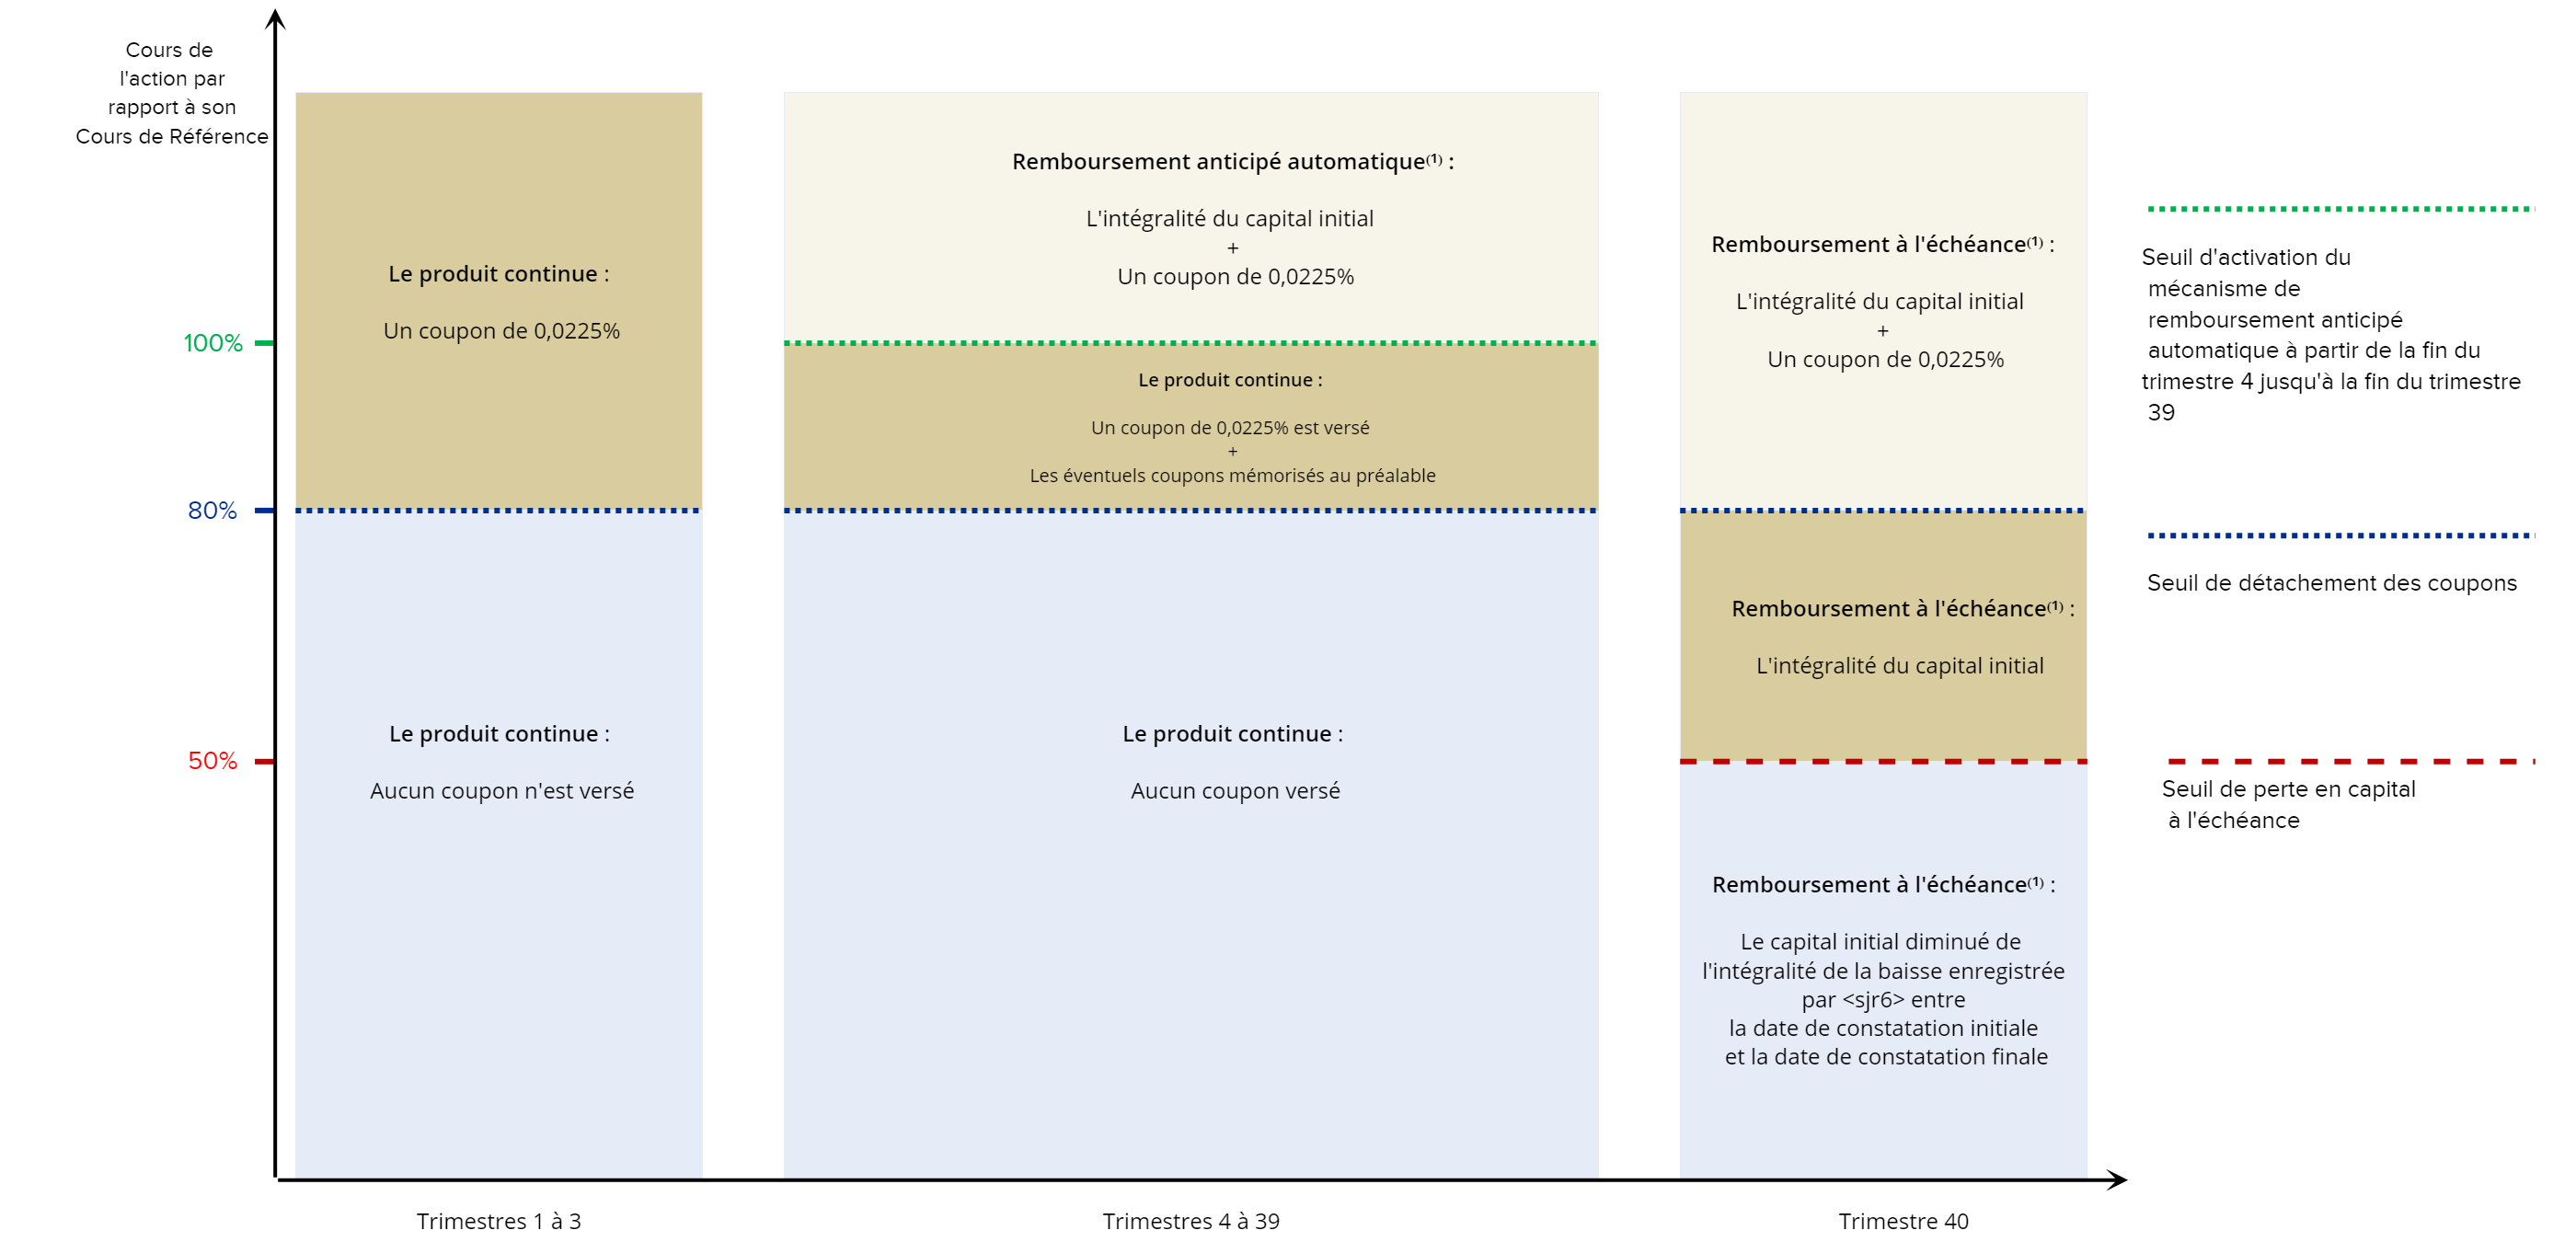 Cours de
l'action par
rapport à son
Cours de Référence
100%
80%
50%
Le produit continue :
Un coupon de 0,0225%
Le produit continue :
Aucun coupon n'est versé
Trimestres 1 à 3
Remboursement anticipé automatique⁽¹⁾ :
L'intégralité du capital initial
+
Un coupon de 0,0225%
Le produit continue :
Un coupon de 0,0225% est versé
+
Les éventuels coupons mémorisés au préalable
Le produit continue :
Aucun coupon versé
Trimestres 4 à 39
Remboursement à l'échéance⁽¹⁾ :
L'intégralité du capital initial
+
Un coupon de 0,0225%
Remboursement à l'échéance⁽¹⁾ :
L'intégralité du capital initial
Remboursement à l'échéance⁽¹⁾ :
Le capital initial diminué de
l'intégralité de la baisse enregistrée
par <sjr6> entre
la date de constatation initiale
et la date de constatation finale
Trimestre 40
Seuil d'activation du
mécanisme de
remboursement anticipé
automatique à partir de la fin du
trimestre 4 jusqu'à la fin du trimestre
39
Seuil de détachement des coupons
Seuil de perte en capital
à l'échéance